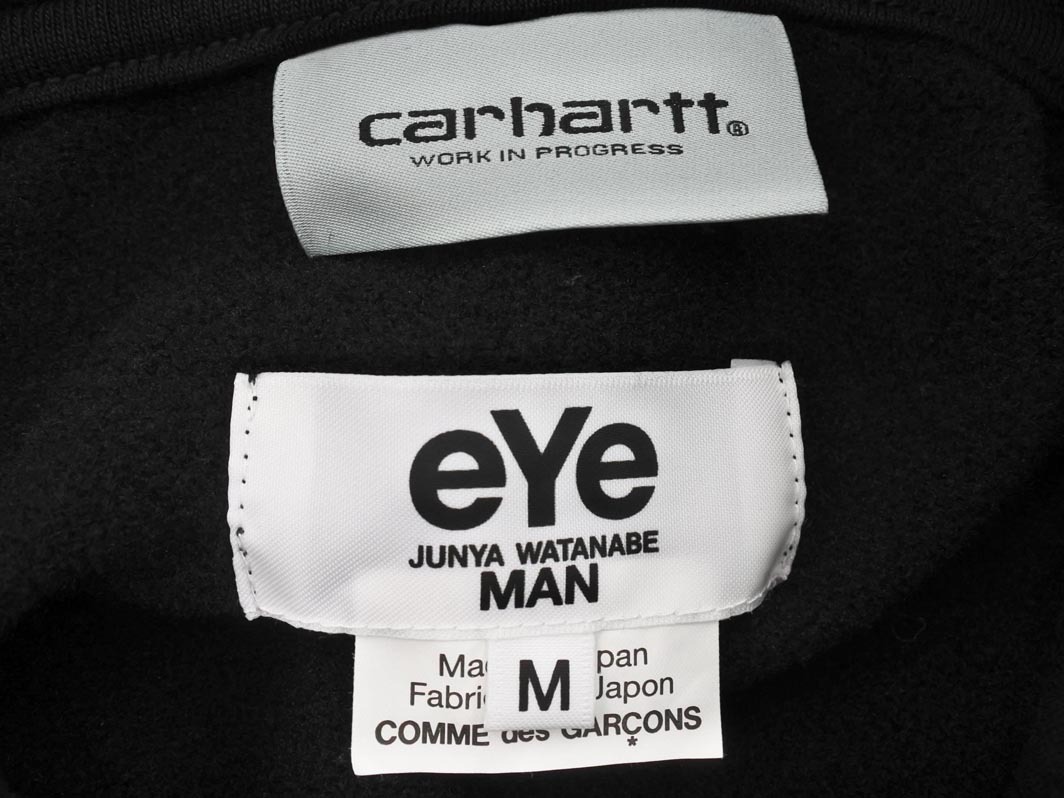 carhartt®
WORK IN PROGRESS
eYe
JUNYA WATANABE
MAN
M
COMME des GARÇONS
*